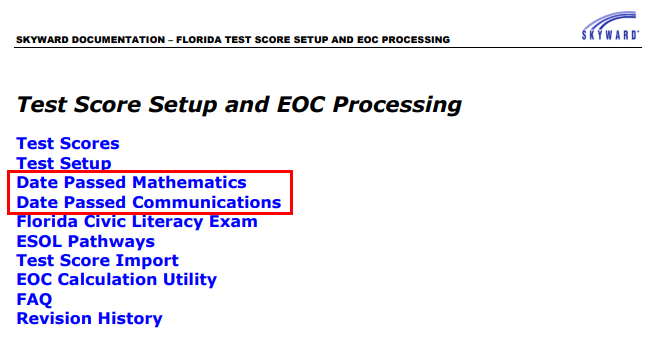 SKYWARD DOCUMENTATION – FLORIDA TEST SCORE SETUP AND EOC PROCESSING
SKYWARD
Test Score Setup and EOC Processing
Test Scores
Test Setup
Date Passed Mathematics
Date Passed Communications
Florida Civic Literacy Exam
ESOL Pathways
Test Score Import
EOC Calculation Utility
FAQ
Revision History